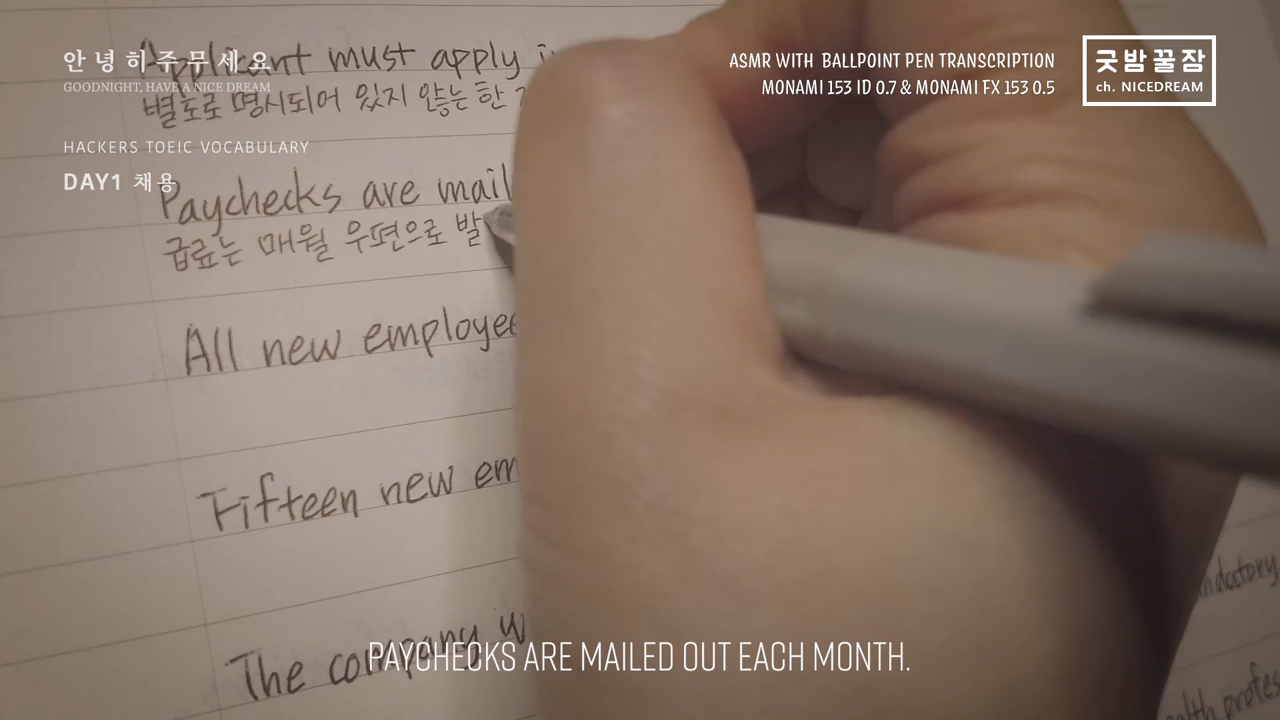 안녕히주무세요
GOODNIGHT, HAVE A NICE DREAM
HACKERS TOEIC VOCABULARY
DAY1 채용
ASMR WITH BALLPOINT PEN TRANSCRIPTION
MONAMI 153 ID 0.7 & MONAMI FX 153 0.5
굿밤꿀잠
ch. NICEDREAM
Applicant must apply
별도로 명시되어 있지 않는 한
Paychecks are mail
급료는 매월 우편으로 발
All new employee
Fifteen new em
The company w
PAYCHECKS ARE MAILED OUT EACH MONTH.